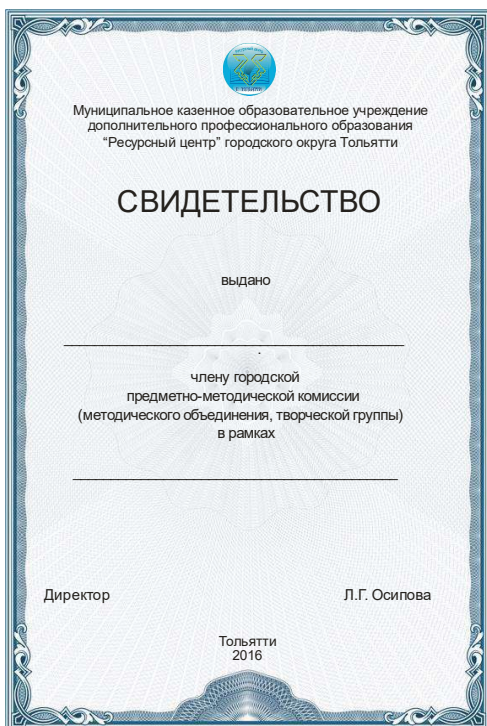 Муниципальное казенное образовательное учреждение
дополнительного профессионального образования
“Ресурсный центр” городского округа Тольятти
СВИДЕТЕЛЬСТВО
выдано
члену городской
предметно-методической комиссии
(методического объединения, творческой группы)
в рамках
Директор Л.Г. Осипова
Тольятти
2016